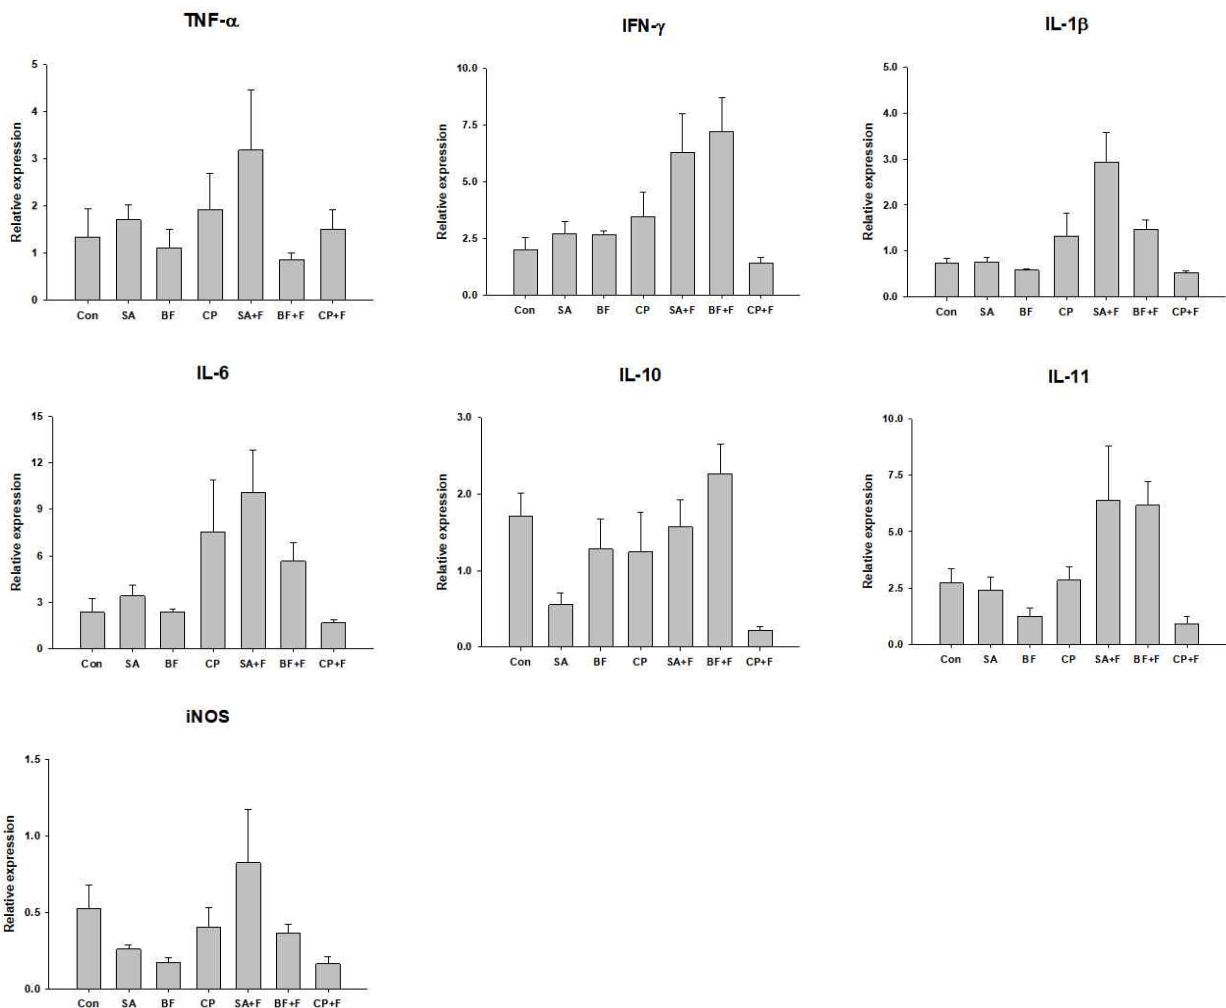 TNF-α
Relative expression
5
4
3
2
1
0
Con SA BF CP SA+F BF+F CP+F
IFN-γ
Relative expression
10.0
7.5
5.0
2.5
0.0
Con SA BF CP SA+F BF+F CP+F
IL-1β
Relative expression
5.0
4.0
3.0
2.0
1.0
0.0
Con SA BF CP SA+F BF+F CP+F
IL-6
Relative expression
15
12
9
6
3
0
Con SA BF CP SA+F BF+F CP+F
IL-10
Relative expression
3.0
2.0
1.0
0.0
Con SA BF CP SA+F BF+F CP+F
IL-11
Relative expression
10.0
7.5
5.0
2.5
0.0
Con SA BF CP SA+F BF+F CP+F
iNOS
Relative expression
1.5
1.0
0.5
0.0
Con SA BF CP SA+F BF+F CP+F